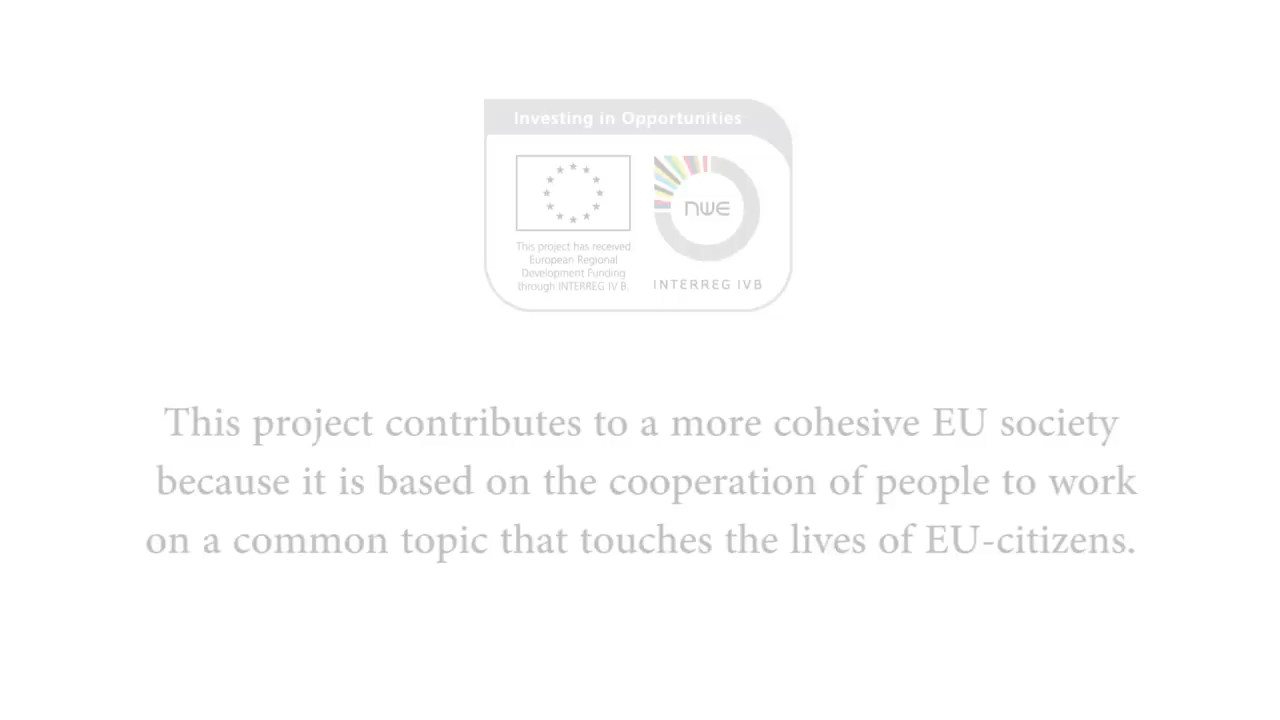 Investing in Opportunities
This project has received
European Regional
Development Funding
through INTERREG IV B.
nwe
INTERREG IVB
This project contributes to a more cohesive EU society
because it is based on the cooperation of people to work
on a common topic that touches the lives of EU-citizens.